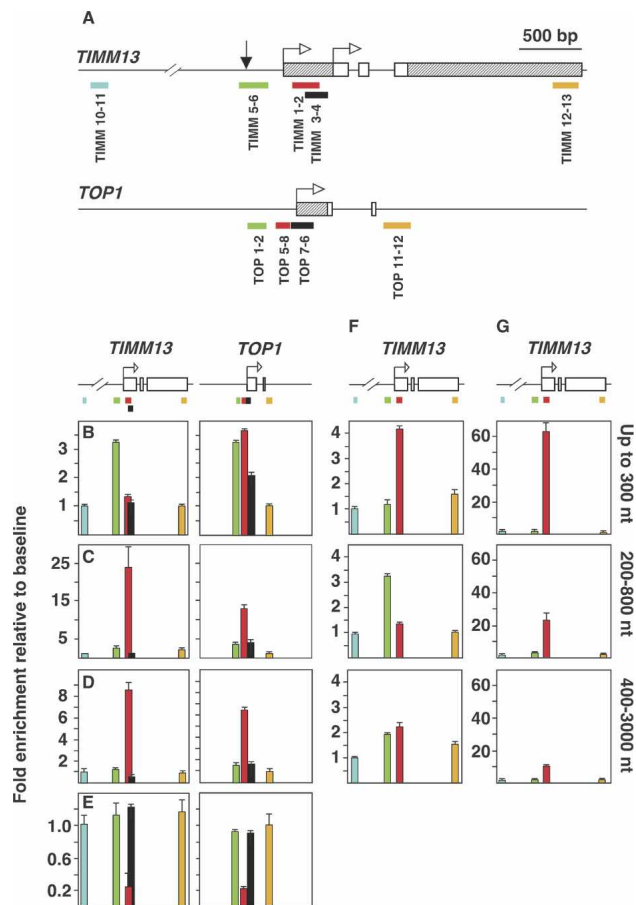 A
500 bp
TIMM13
TIMM 10-11
TIMM 5-6
TIMM 1-2
TIMM 3-4
TIMM 12-13
TOP1
TOP 1-2
TOP 5-8
TOP 7-6
TOP 11-12
F
G
TIMM13
TOP1
TIMM13
TIMM13
Fold enrichment relative to baseline
B
3
2
1
4
3
2
1
60
40
20
Up to 300 nt
C
25
15
5
4
3
2
1
60
40
20
200-800 nt
D
8
6
4
2
4
3
2
1
60
40
20
400-3000 nt
E
1.0
0.6
0.2